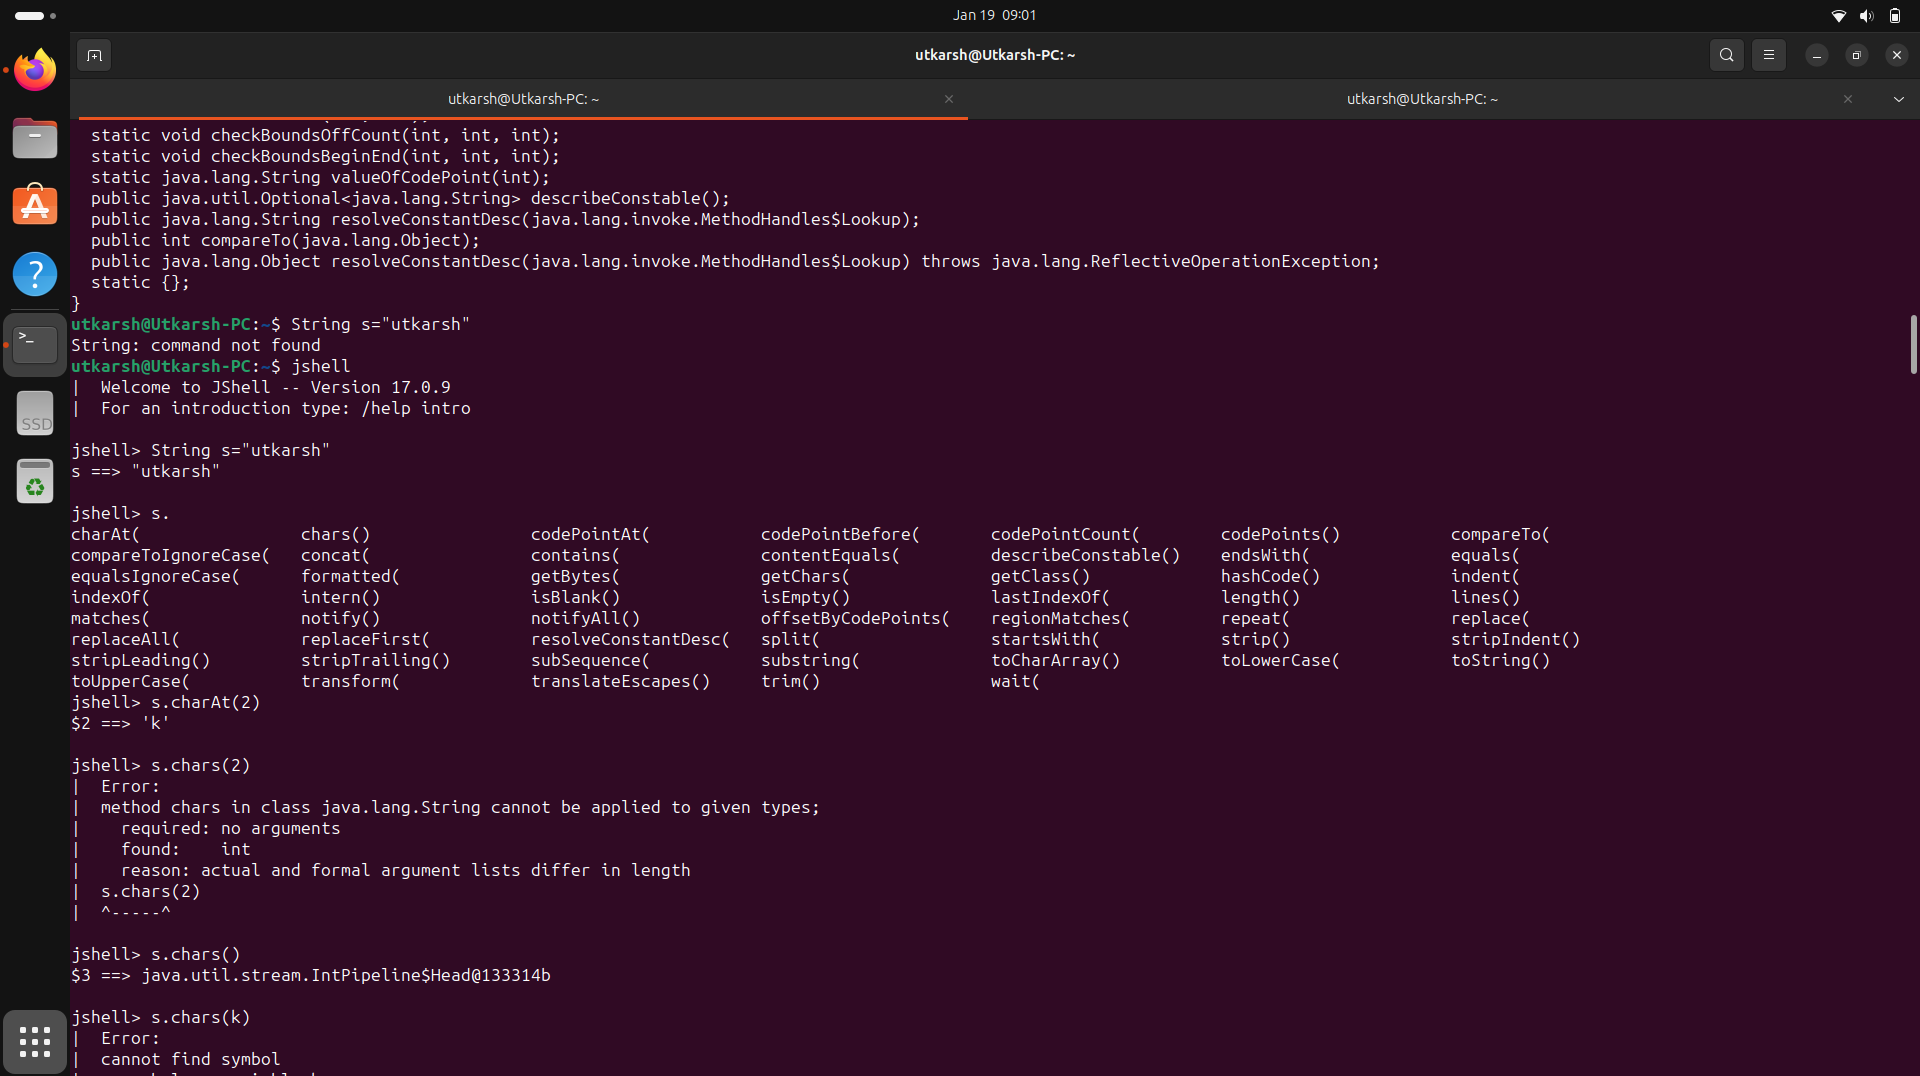 Jan 19 09:01
utkarsh@Utkarsh-PC: ~
utkarsh@Utkarsh-PC: ~
utkarsh@Utkarsh-PC: ~
static void checkBoundsOffCount(int, int, int);
static void checkBoundsBeginEnd(int, int, int);
static java.lang.String valueOfCodePoint(int);
public java.util.Optional<java.lang.String> describeConstable();
public java.lang.String resolveConstantDesc(java.lang.invoke.MethodHandles$Lookup);
public int compareTo(java.lang.Object);
public java.lang.Object resolveConstantDesc(java.lang.invoke.MethodHandles$Lookup) throws java.lang.ReflectiveOperationException;
static {};
}
utkarsh@Utkarsh-PC:~$ String s="utkarsh"
String: command not found
utkarsh@Utkarsh-PC:~$ jshell
|  Welcome to JShell -- Version 17.0.9
|  For an introduction type: /help intro
jshell> String s="utkarsh"
s ==> "utkarsh"
jshell> s.
charAt( chars() codePointAt( codePointBefore( codePointCount( codePoints() compareTo(
compareToIgnoreCase( concat( contains( contentEquals( describeConstable() endsWith( equals(
equalsIgnoreCase( formatted( getBytes( getChars( getClass() hashCode() indent(
indexOf( intern() isBlank() isEmpty() lastIndexOf( length() lines()
matches( notify() notifyAll() offsetByCodePoints( regionMatches( repeat( replace(
replaceAll( replaceFirst( resolveConstantDesc( split( startsWith( strip() stripIndent()
stripLeading() stripTrailing() subSequence( substring( toCharArray() toLowerCase( toString()
toUpperCase( transform( translateEscapes() trim() wait(
jshell> s.charAt(2)
$2 ==> 'k'
jshell> s.chars(2)
|  Error:
|  method chars in class java.lang.String cannot be applied to given types;
|    required: no arguments
|    found:    int
|    reason: actual and formal argument lists differ in length
|  s.chars(2)
|  ^-----^
jshell> s.chars()
$3 ==> java.util.stream.IntPipeline$Head@133314b
jshell> s.chars(k)
|  Error:
|  cannot find symbol
SSD